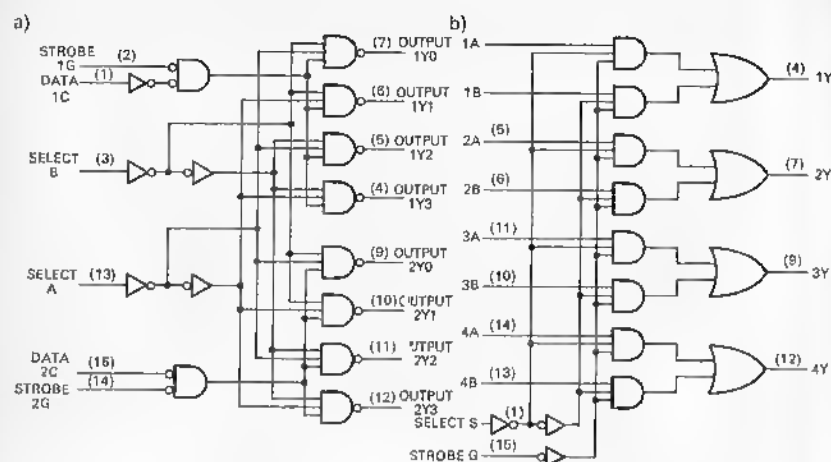 a)
STROBE (2)
1G
DATA (1)
1C
SELECT (3)
B
SELECT (13)
A
DATA (15)
2C
STROBE (14)
2G
(7) OUTPUT
1Y0
(6) OUTPUT
1Y1
(5) OUTPUT
1Y2
(4) OUTPUT
1Y3
(9) OUTPUT
2Y0
(10) OUTPUT
2Y1
(11) UTPUT
2Y2
(12) OUTPUT
2Y3
b)
1A
1B
2A (5)
2B (6)
3A (11)
3B (10)
4A (14)
4B (13)
SELECT S (1)
STROBE G (15)
(4) 1Y
(7) 2Y
(9) 3Y
(12) 4Y